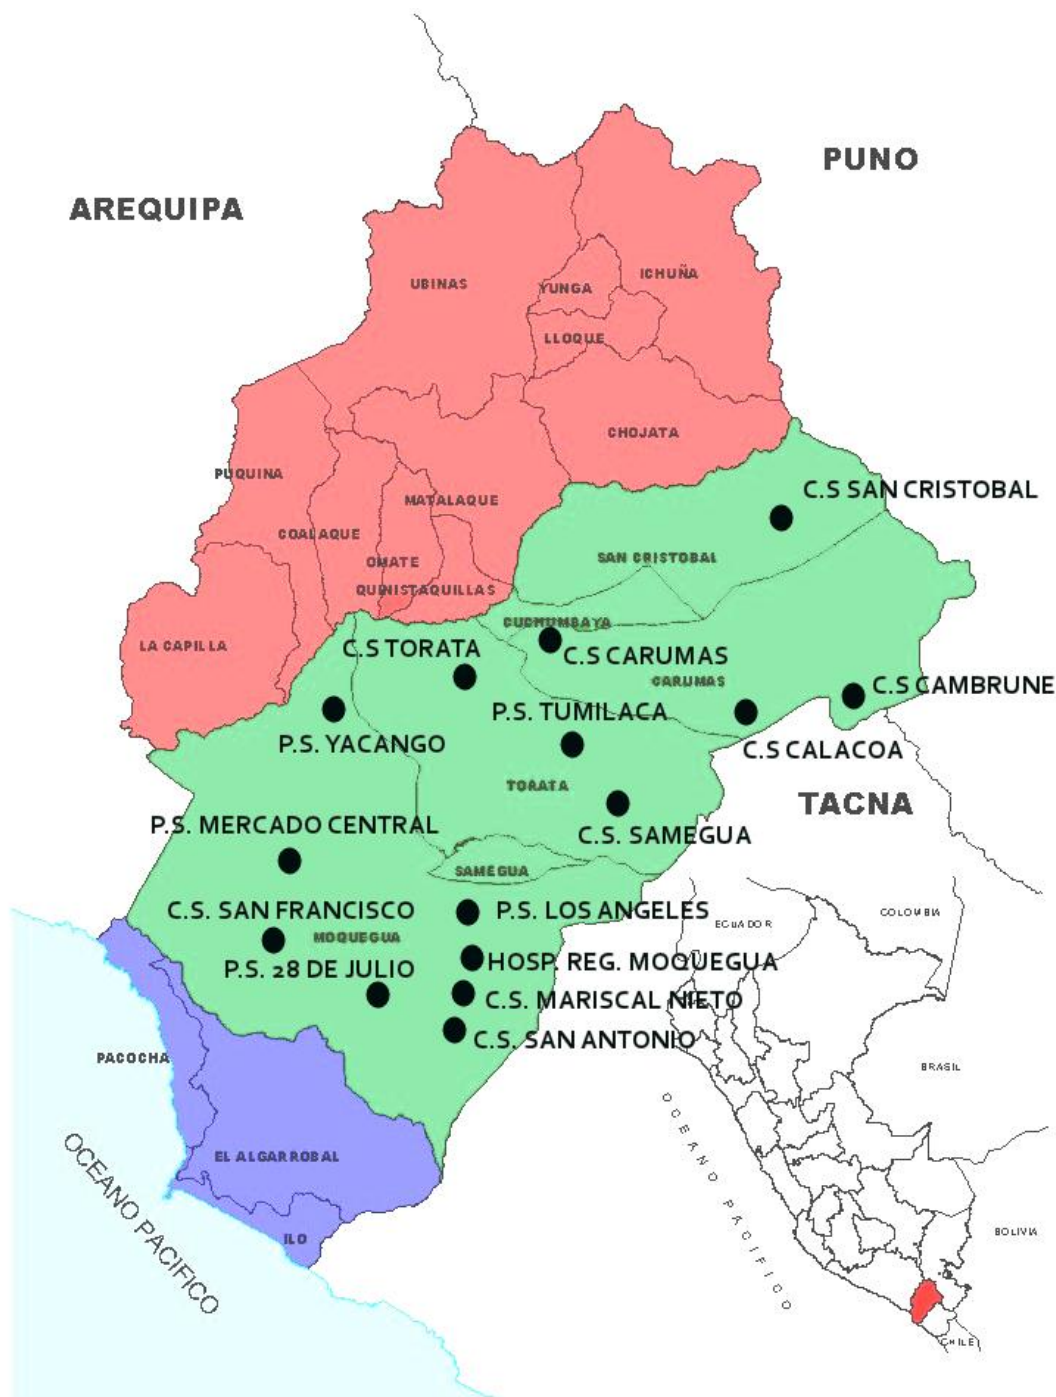 PUNO
AREQUIPA
UBINAS
YUNGA
ICHUÑA
LLOQUE
CHOJATA
PUQUINA
MATALAQUE
COALAQUE
OMATE
QUINISTAQUILLAS
LA CAPILLA
C.S SAN CRISTOBAL
SAN CRISTOBAL
CUCHUMBAYA
C.S TORATA
C.S CARUMAS
CARUMAS
C.S CAMBRUNE
P.S. TUMILACA
P.S. YACANGO
C.S CALACOA
TORATA
TACNA
P.S. MERCADO CENTRAL
C.S. SAMEGUA
SAMEGUA
C.S. SAN FRANCISCO
P.S. LOS ANGELES
MOQUEGUA
HOSP. REG. MOQUEGUA
P.S. 28 DE JULIO
C.S. MARISCAL NIETO
C.S. SAN ANTONIO
PACOCHA
EL ALGARROBAL
ILO
OCEANO PACIFICO
ECUADOR
COLOMBIA
BRASIL
OCEANO PACIFICO
BOLIVIA
CHILE